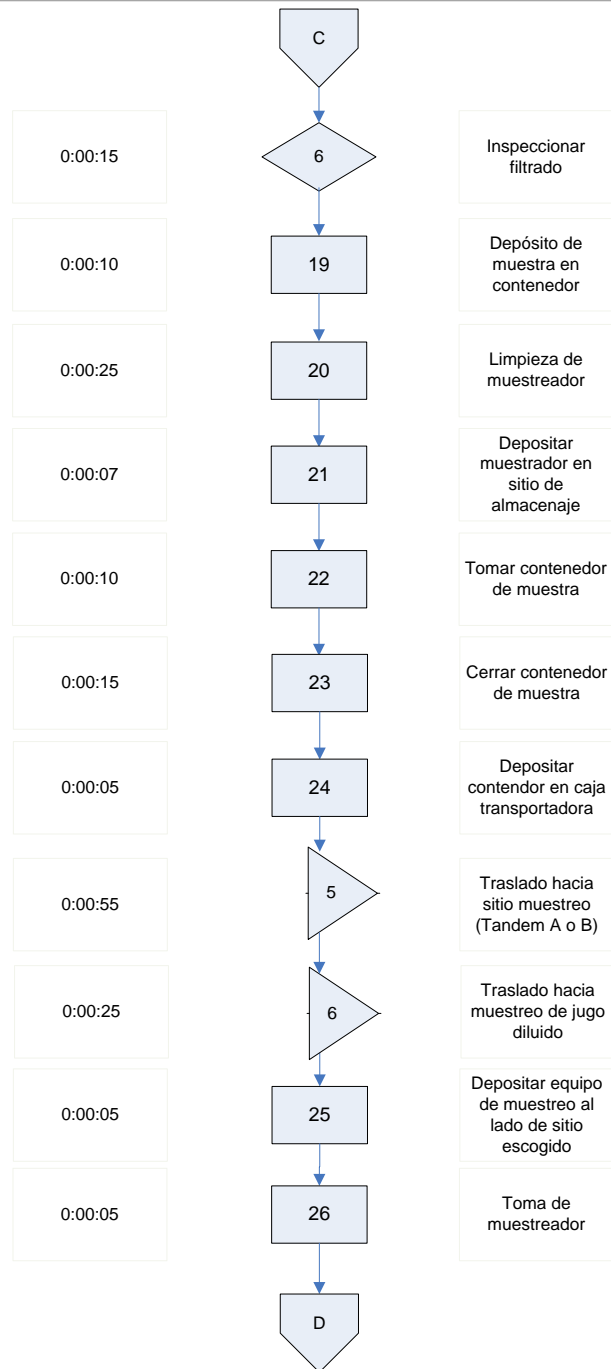 C
0:00:15
6
Inspeccionar
filtrado
0:00:10
19
Depósito de
muestra en
contenedor
0:00:25
20
Limpieza de
muestreador
0:00:07
21
Depositar
muestrador en
sitio de
almacenaje
0:00:10
22
Tomar contenedor
de muestra
0:00:15
23
Cerrar contenedor
de muestra
0:00:05
24
Depositar
contendor en caja
transportadora
0:00:55
5
Traslado hacia
sitio muestreo
(Tandem A o B)
0:00:25
6
Traslado hacia
muestreo de jugo
diluido
0:00:05
25
Depositar equipo
de muestreo al
lado de sitio
escogido
0:00:05
26
Toma de
muestreador
D